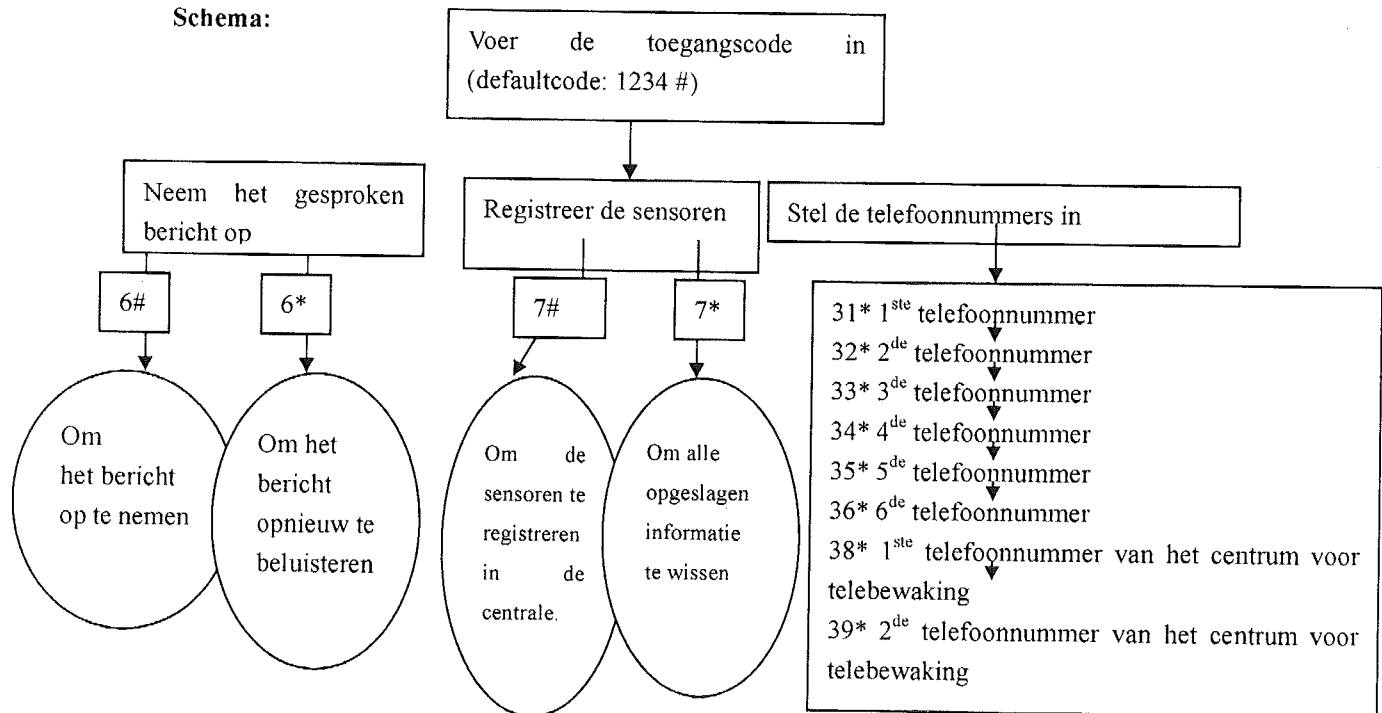 Schema:
Voer de toegangscode in
(defaultcode: 1234 #)
Neem het gesproken
bericht op
Registreer de sensoren
Stel de telefoonnummers in
6#
6*
7#
7*
Om
het bericht
op te nemen
Om het
bericht
opnieuw te
beluisteren
Om de
sensoren te
registreren
in de
centrale.
Om alle
opgeslagen
informatie
te wissen
31* 1ste telefoonnummer
32* 2de telefoonnummer
33* 3de telefoonnummer
34* 4de telefoonnummer
35* 5de telefoonnummer
36* 6de telefoonnummer
38* 1ste telefoonnummer van het centrum voor
telebewaking
39* 2de telefoonnummer van het centrum voor
telebewaking